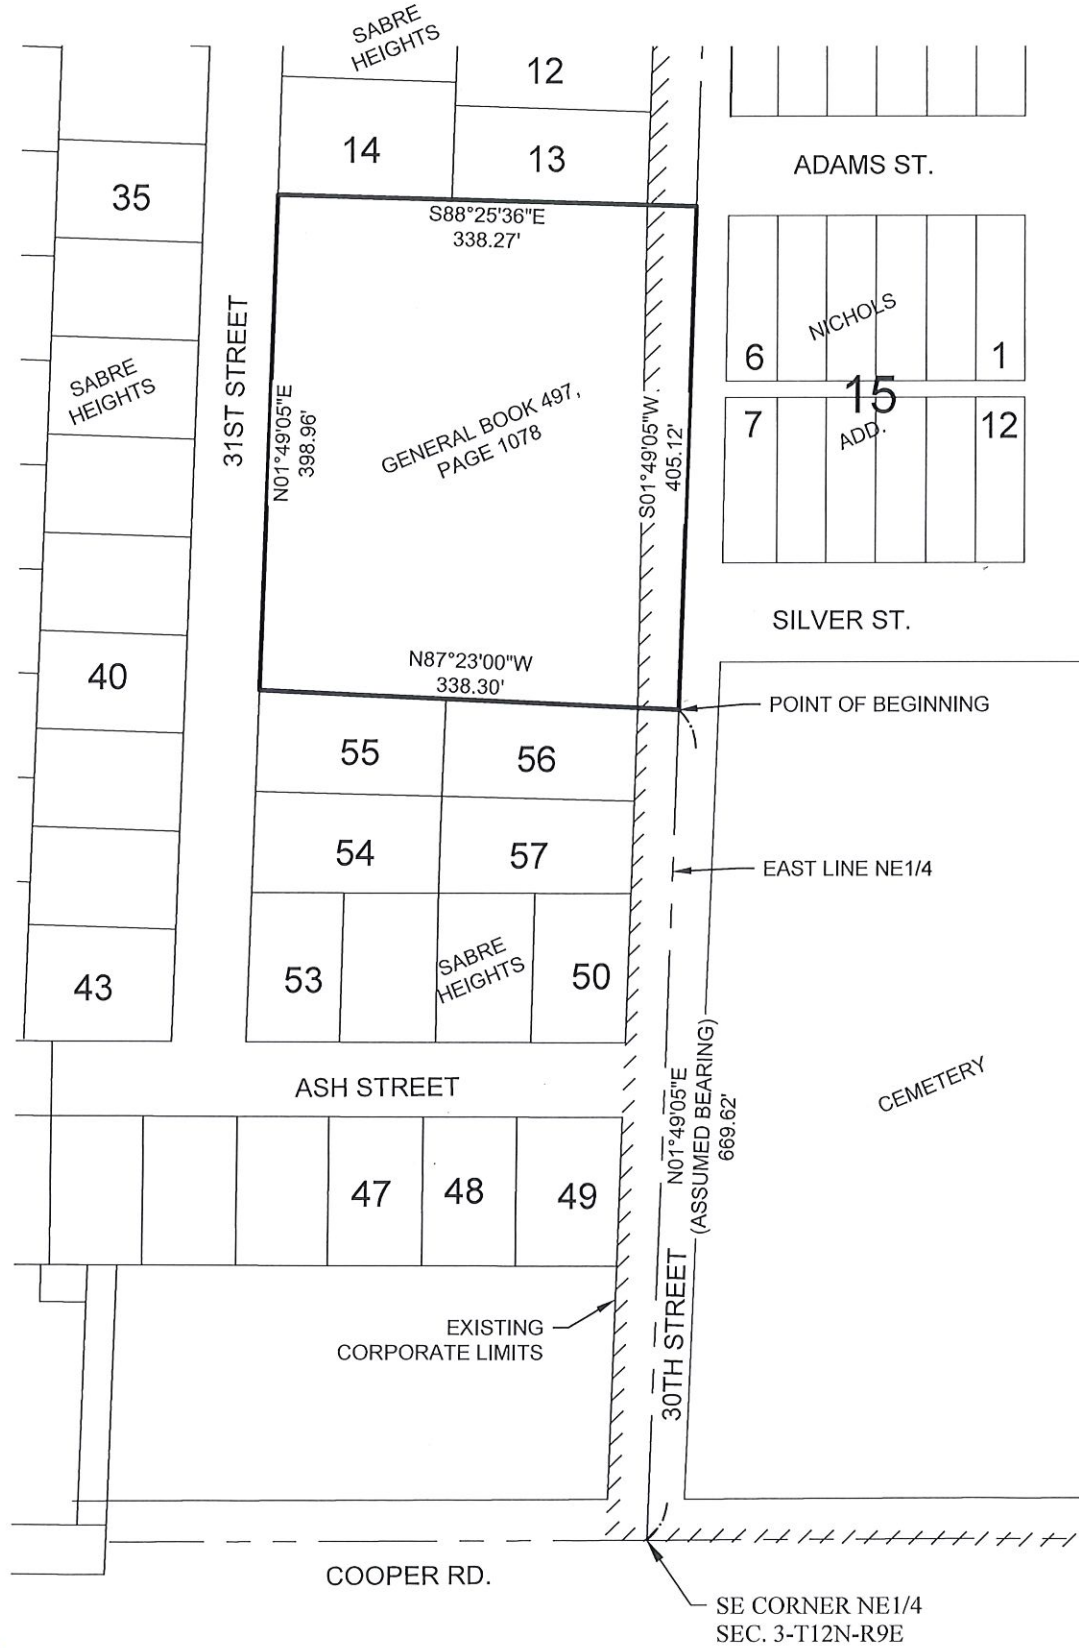 SABRE
HEIGHTS
12
14
13
ADAMS ST.
35
S88°25'36"E
338.27'
31ST STREET
NICHOLS
6
1
15
SABRE
HEIGHTS
N01°49'05"E
398.96'
GENERAL BOOK 497,
PAGE 1078
S01°49'05"W
405.12'
7
ADD.
12
SILVER ST.
40
N87°23'00"W
338.30'
POINT OF BEGINNING
55
56
54
57
EAST LINE NE1/4
43
53
SABRE
HEIGHTS
50
ASH STREET
CEMETERY
N01°49'05"E
(ASSUMED BEARING)
669.62'
47
48
49
EXISTING
CORPORATE LIMITS
30TH STREET
COOPER RD.
SE CORNER NE1/4
SEC. 3-T12N-R9E